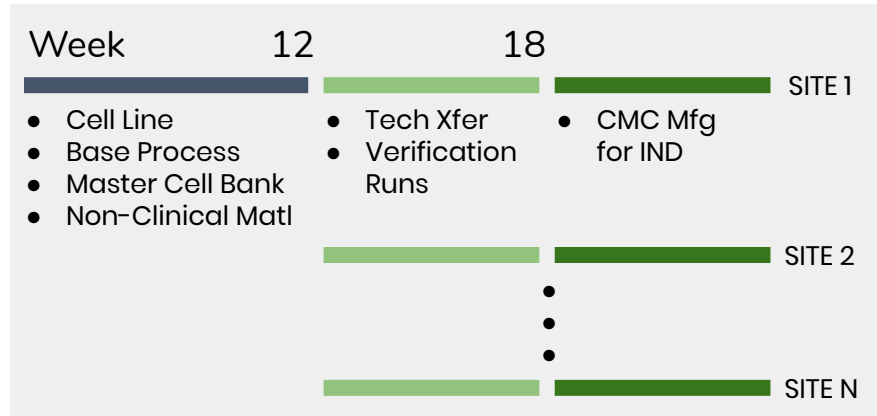 Week 12 18
SITE 1
● Cell Line
● Base Process
● Master Cell Bank
● Non-Clinical Matl
● Tech Xfer
● Verification
Runs
● CMC Mfg
for IND
SITE 2
SITE N